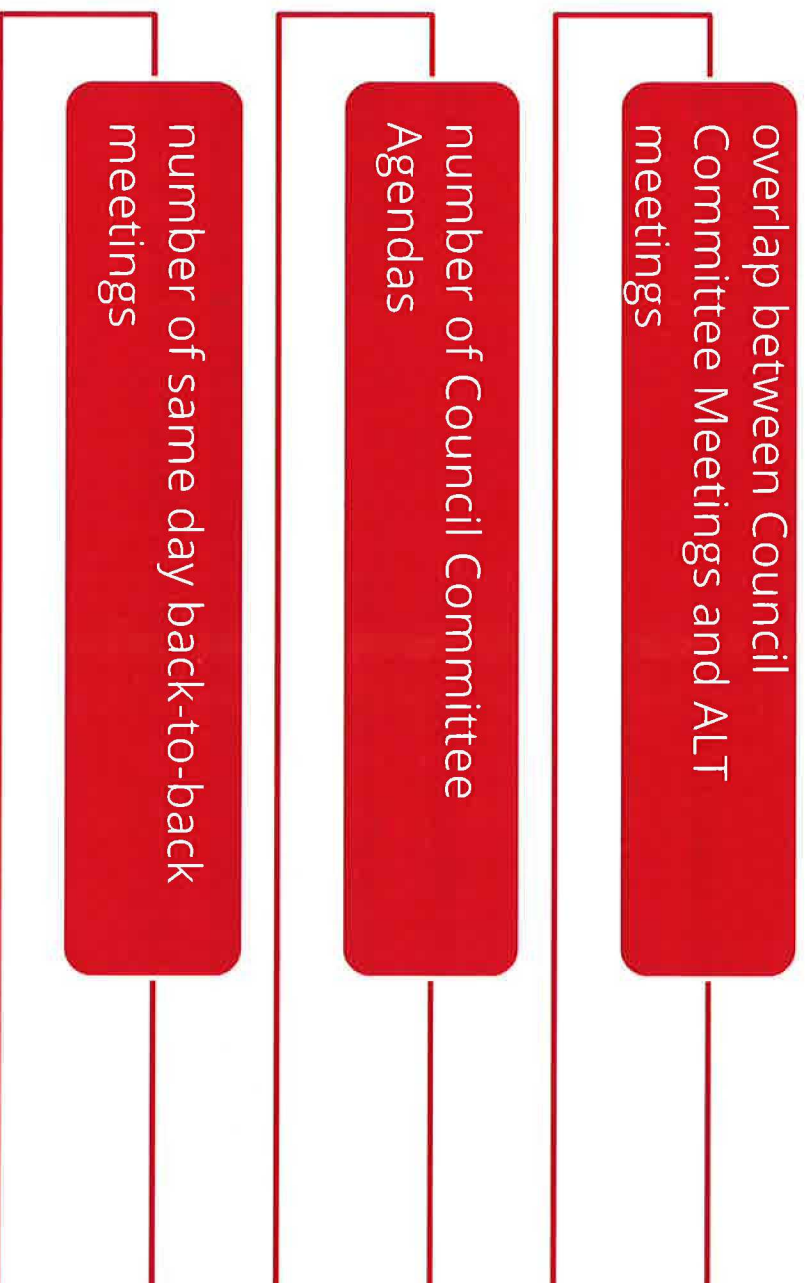 overlap between Council
Committee Meetings and ALT
meetings
number of Council Committee
Agendas
number of same day back-to-back
meetings